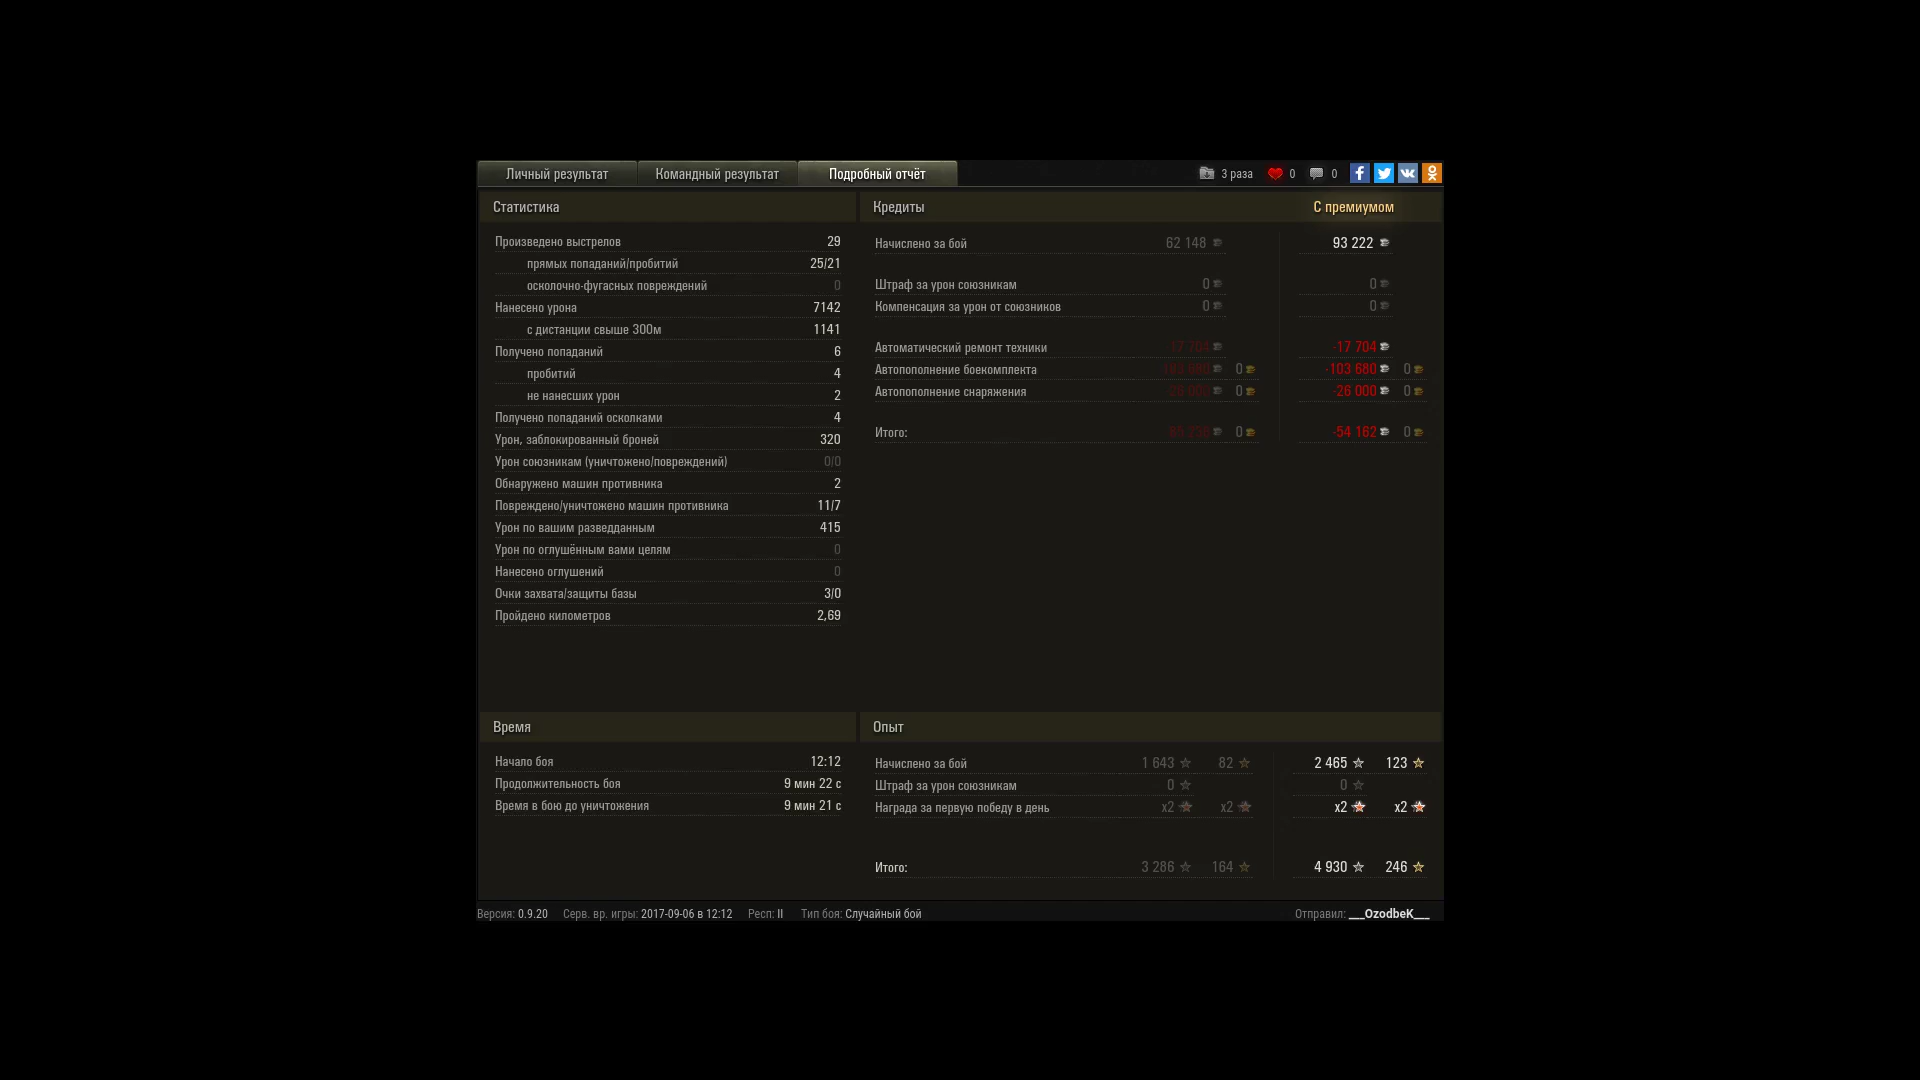 Личный результат Командный результат Подробный отчёт 3 раза 0 0
Статистика
Произведено выстрелов 29
прямых попаданий/пробитий 25/21
осколочно-фугасных повреждений 0
Нанесено урона 7142
с дистанции свыше 300м 1141
Получено попаданий 6
пробитий 4
не нанесших урон 2
Получено попаданий осколками 4
Урон, заблокированный броней 320
Урон союзникам (уничтожено/повреждений) 0/0
Обнаружено машин противника 2
Повреждено/уничтожено машин противника 11/7
Урон по вашим разведданным 415
Урон по оглушённым вами целям 0
Нанесено оглушений 0
Очки захвата/защиты базы 3/0
Пройдено километров 2,69
Кредиты С премиумом
Начислено за бой 62 148 93 222
Штраф за урон союзникам 0 0
Компенсация за урон от союзников 0 0
Автоматический ремонт техники -17 704 -17 704
Автопополнение боекомплекта -103 680 0 -103 680 0
Автопополнение снаряжения 0 -26 000 0
Итого: 0 -54 162 0
Время
Начало боя 12:12
Продолжительность боя 9 мин 22 с
Время в бою до уничтожения 9 мин 21 с
Опыт
Начислено за бой 1 643 82 2 465 123
Штраф за урон союзникам 0 0
Награда за первую победу в день x2 x2 x2 x2
Итого: 3 286 164 4 930 246
Версия: 0.9.20 Серв. вр. игры: 2017-09-06 в 12:12 Респ: II Тип боя: Случайный бой Отправил: ___OzodbeK___